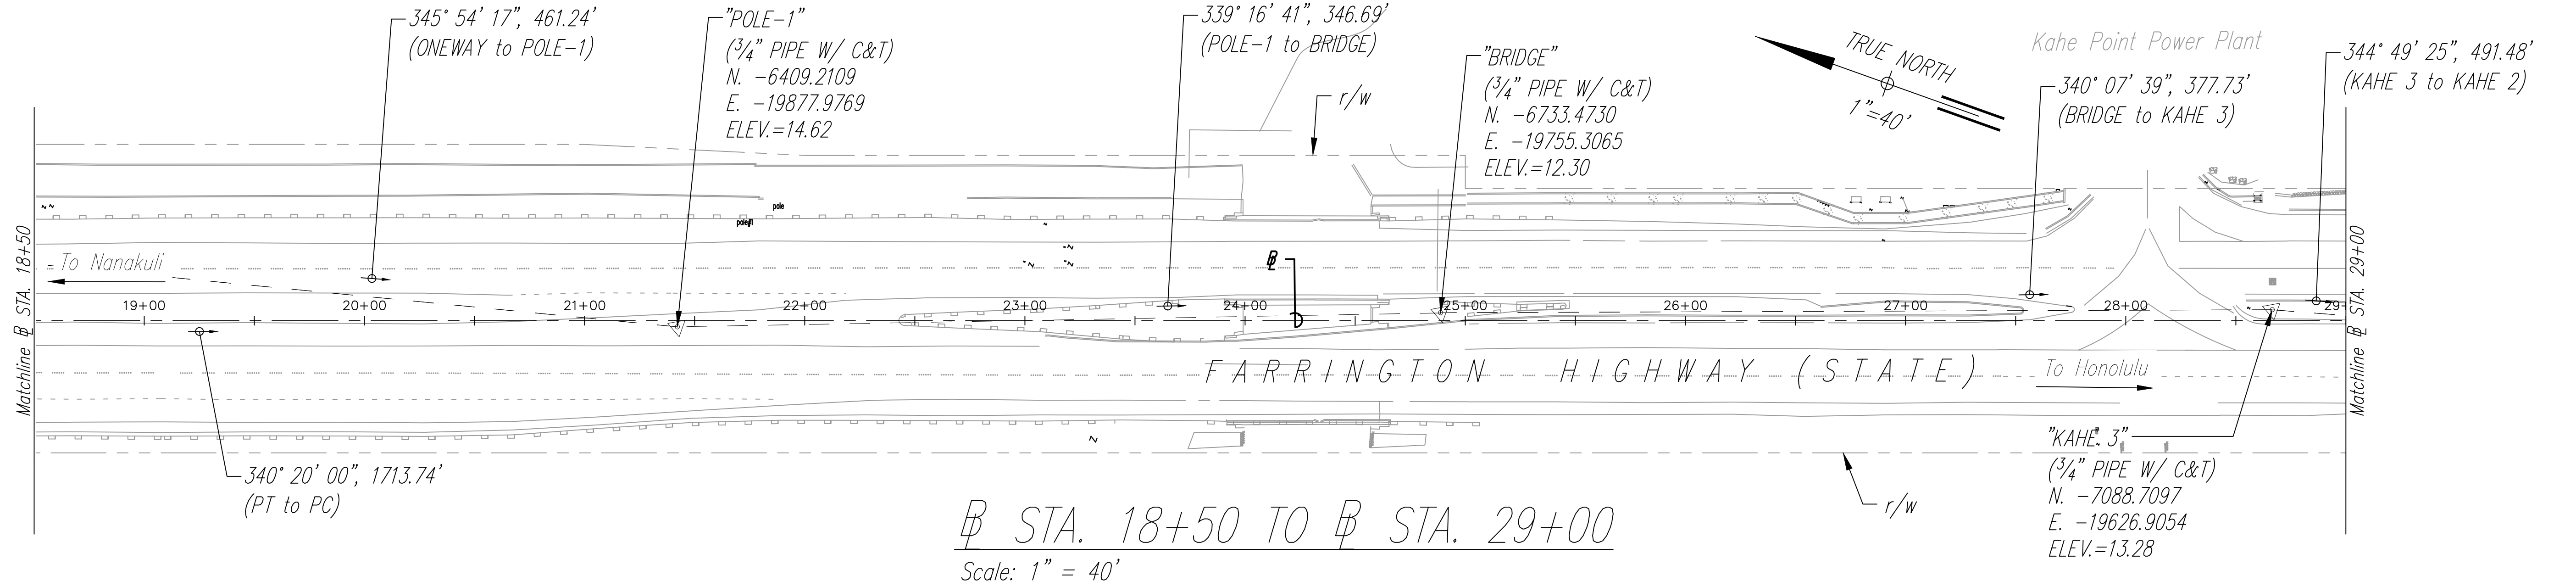 345° 54' 17", 461.24'
(ONEWAY to POLE-1)
"POLE-1"
(3/4" PIPE W/ C&T)
N. -6409.2109
E. -19877.9769
ELEV.=14.62
339° 16' 41", 346.69'
(POLE-1 to BRIDGE)
r/w
"BRIDGE"
(3/4" PIPE W/ C&T)
N. -6733.4730
E. -19755.3065
ELEV.=12.30
TRUE NORTH
1"=40'
Kahe Point Power Plant
340° 07' 39", 377.73'
(BRIDGE to KAHE 3)
344° 49' 25", 491.48'
(KAHE 3 to KAHE 2)
Matchline BL STA. 18+50
To Nanakuli
pole
pole#1
BL
19+00
20+00
21+00
22+00
23+00
24+00
25+00
26+00
27+00
28+00
29
Matchline BL STA. 29+00
FARRINGTON HIGHWAY (STATE)
To Honolulu
340° 20' 00", 1713.74'
(PT to PC)
"KAHE 3"
(3/4" PIPE W/ C&T)
N. -7088.7097
E. -19626.9054
ELEV.=13.28
r/w
BL STA. 18+50 TO BL STA. 29+00
Scale: 1" = 40'